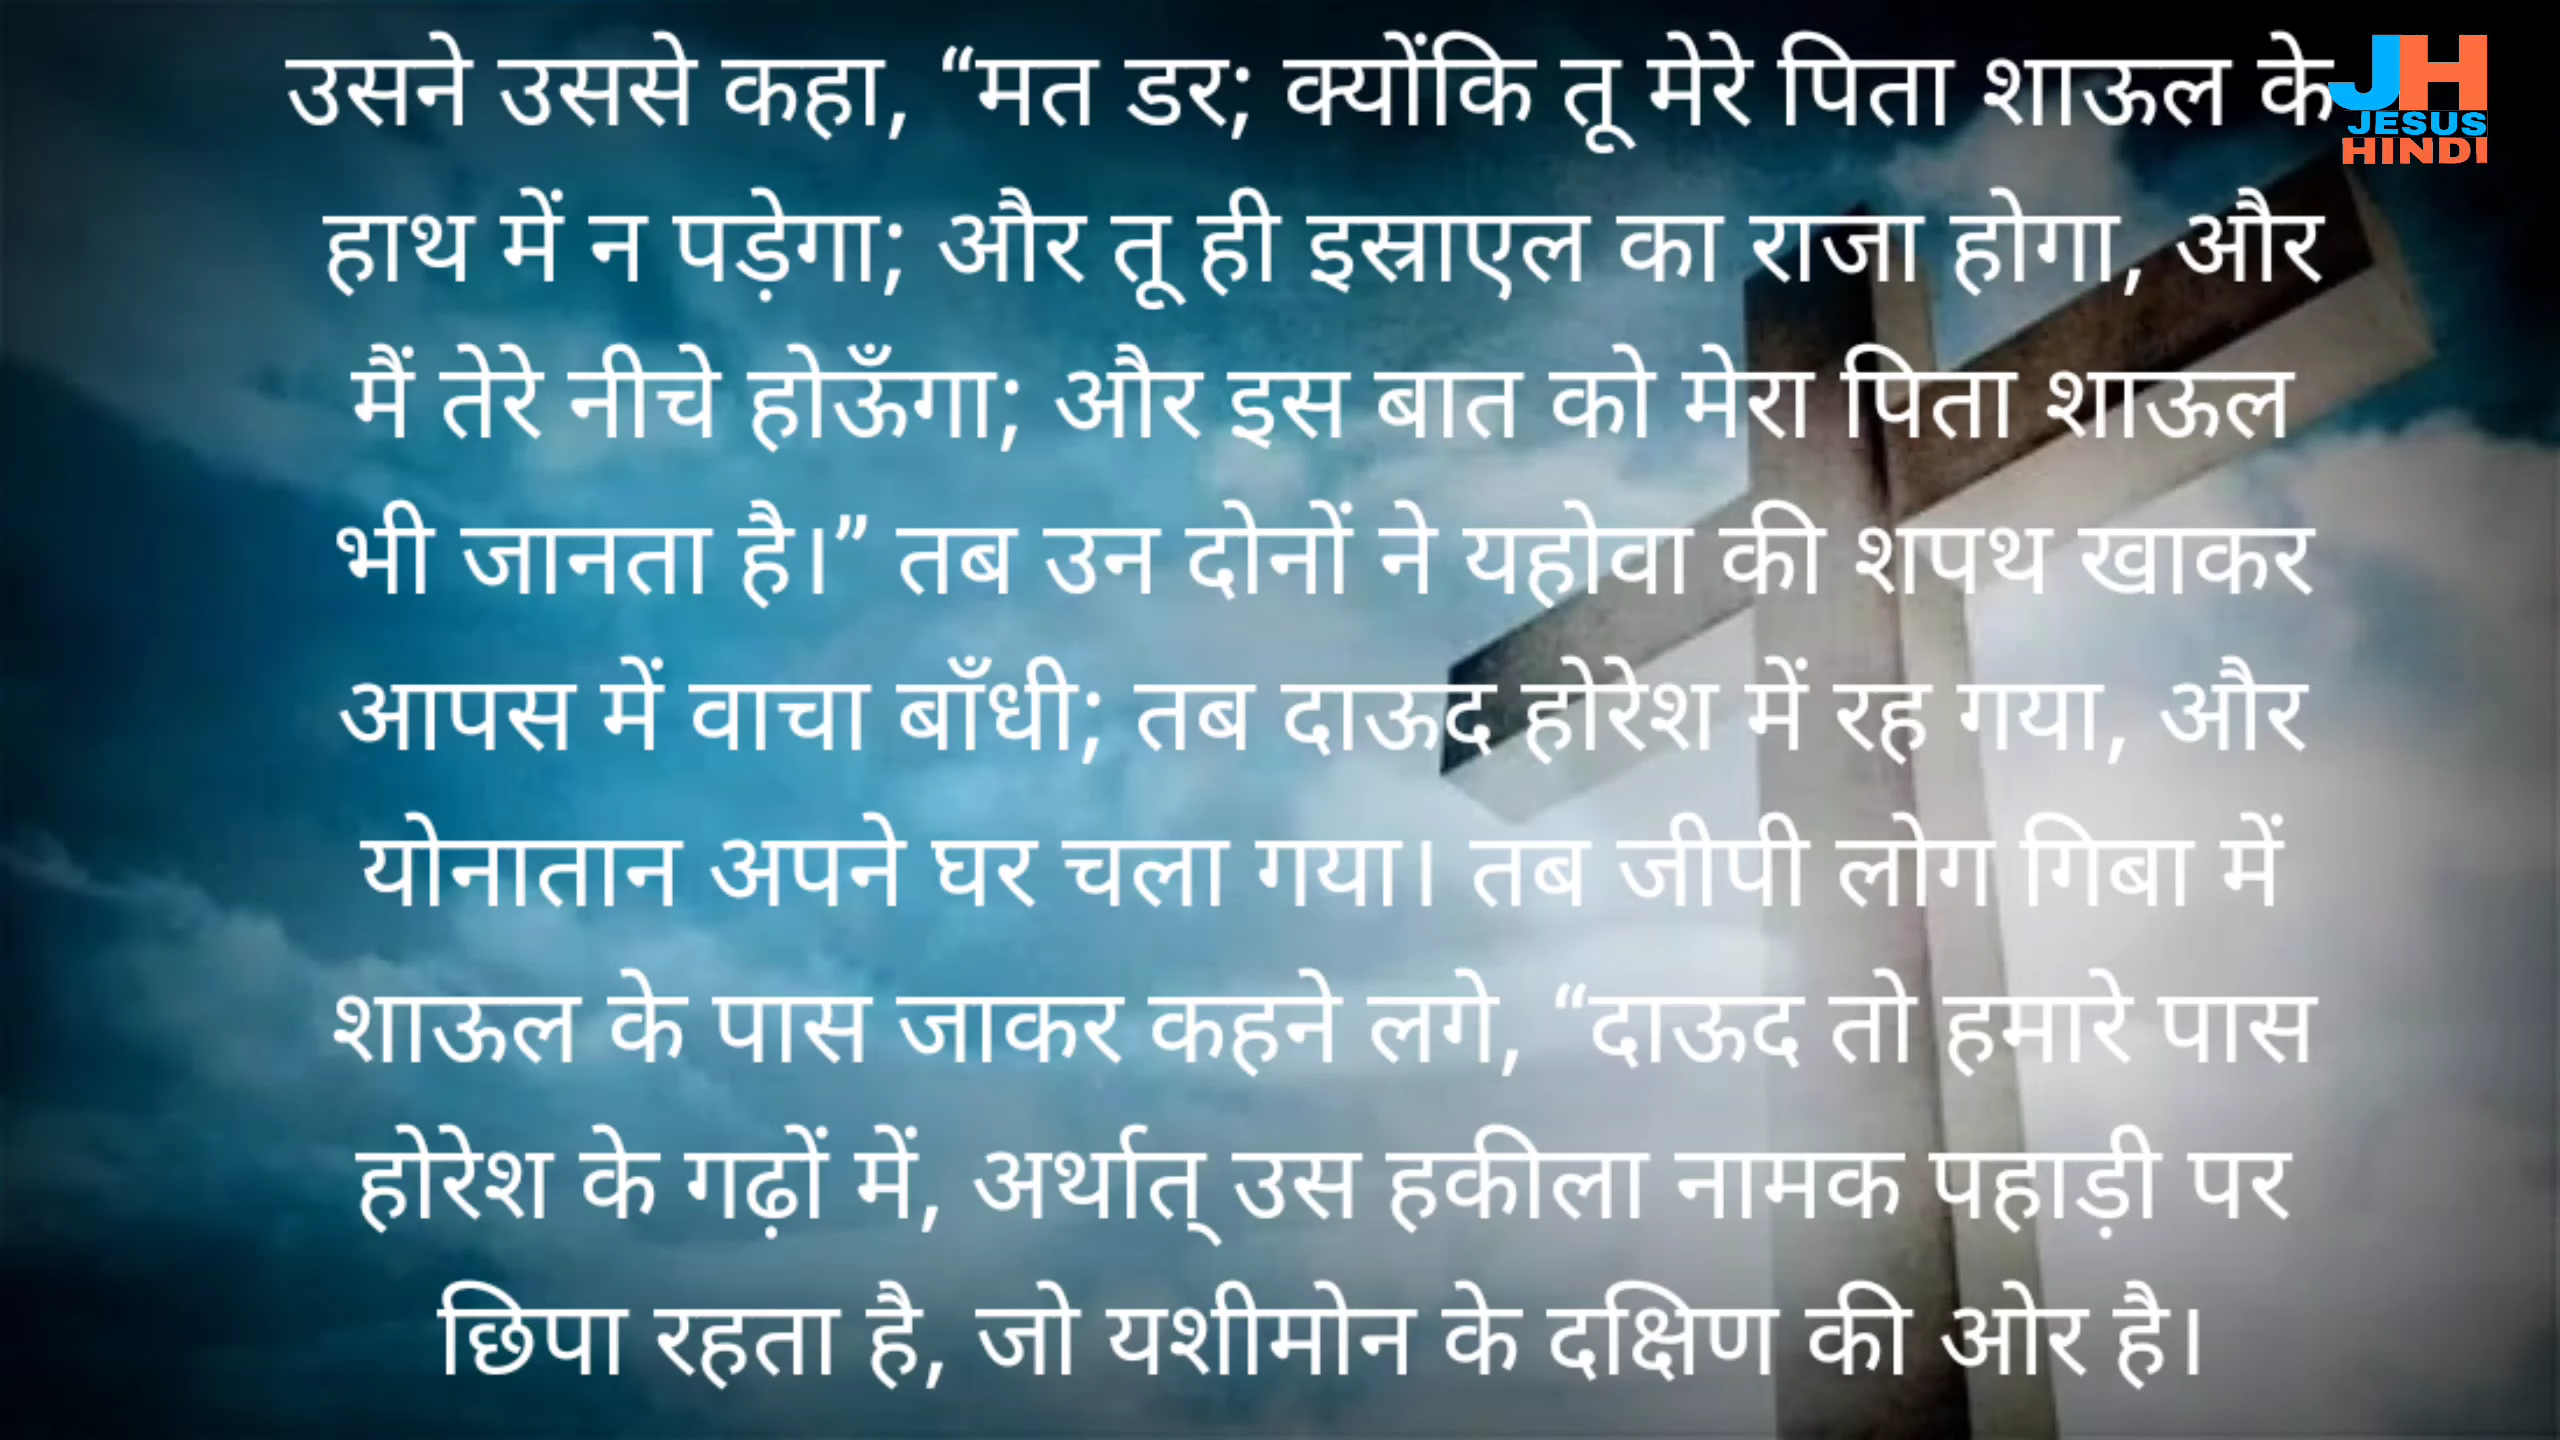 उसने उससे कहा, “मत डर; क्योंकि तू मेरे पिता शाऊल के
हाथ में न पड़ेगा; और तू ही इस्राएल का राजा होगा, और
मैं तेरे नीचे होऊँगा; और इस बात को मेरा पिता शाऊल
भी जानता है।” तब उन दोनों ने यहोवा की शपथ खाकर
आपस में वाचा बाँधी; तब दाऊद होरेश में रह गया, और
योनातान अपने घर चला गया। तब जीपी लोग गिबा में
शाऊल के पास जाकर कहने लगे, “दाऊद तो हमारे पास
होरेश के गढ़ों में, अर्थात् उस हकीला नामक पहाड़ी पर
छिपा रहता है, जो यशीमोन के दक्षिण की ओर है।
JH
JESUS
HINDI